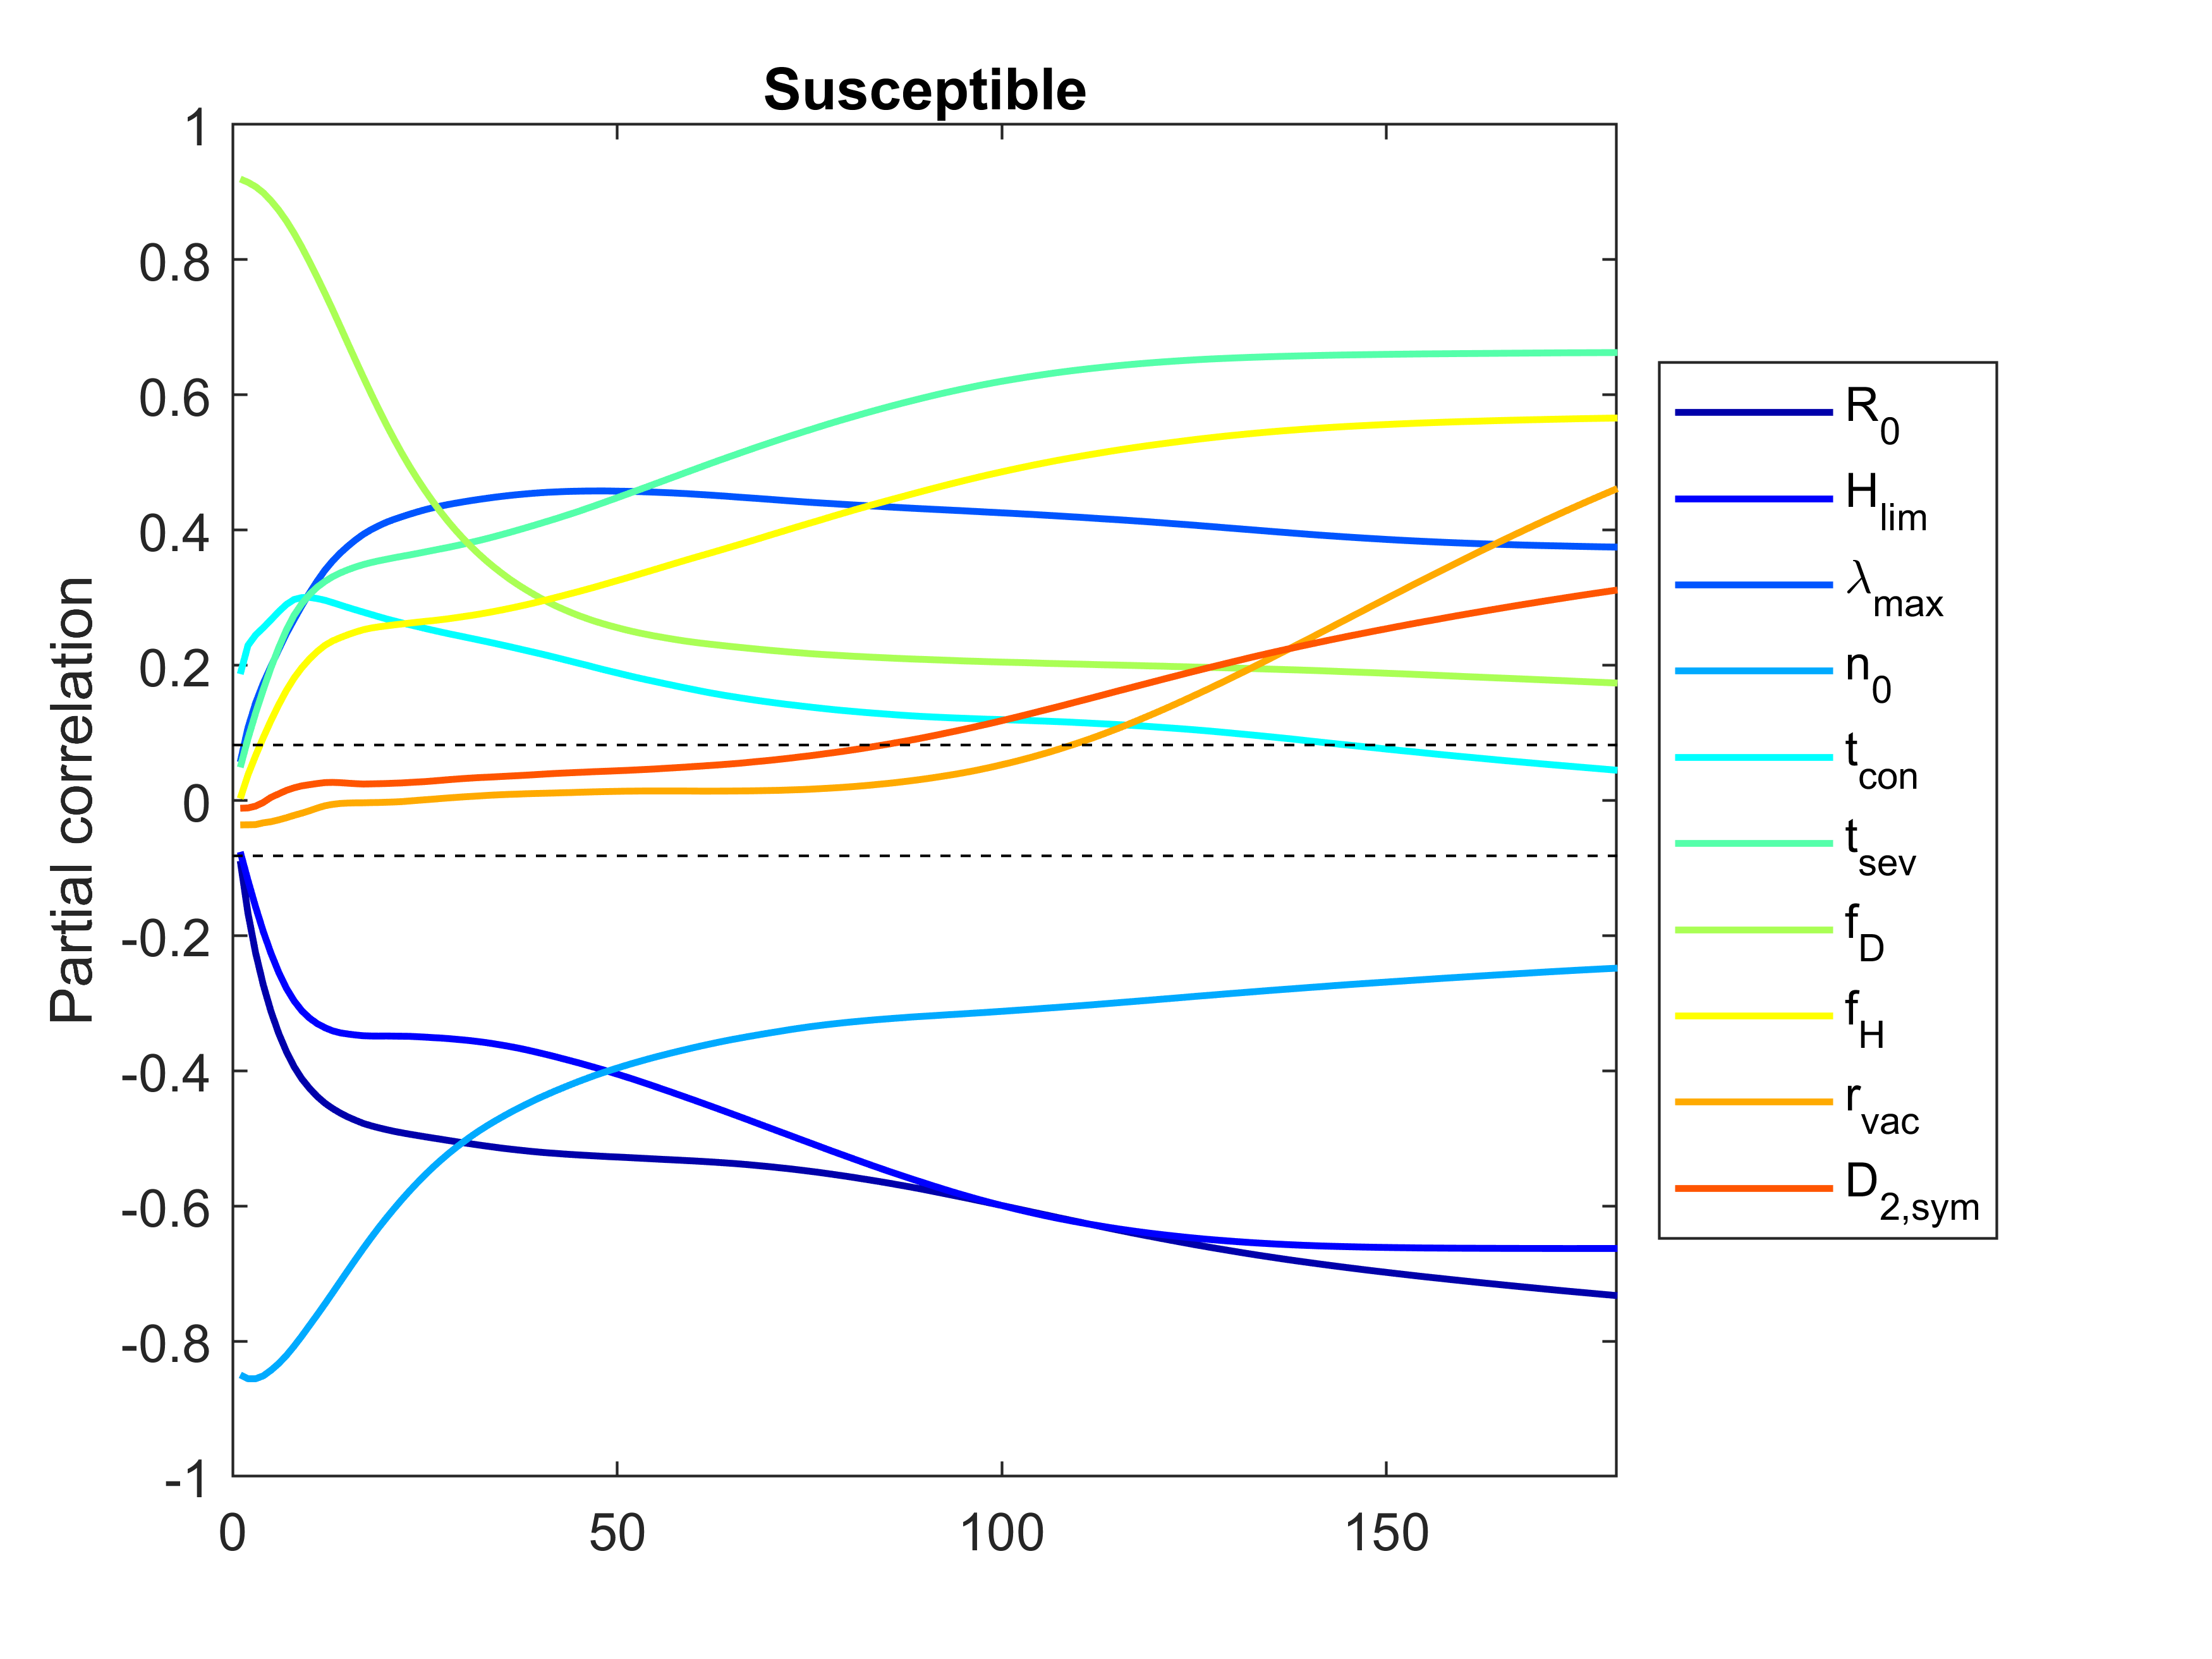 Susceptible
1
0.8
0.6
0.4
0.2
0
-0.2
-0.4
-0.6
-0.8
-1
Partial correlation
0 50 100 150
R0
Hlim
λmax
n0
tcon
tsev
fD
fH
rvac
D2,sym